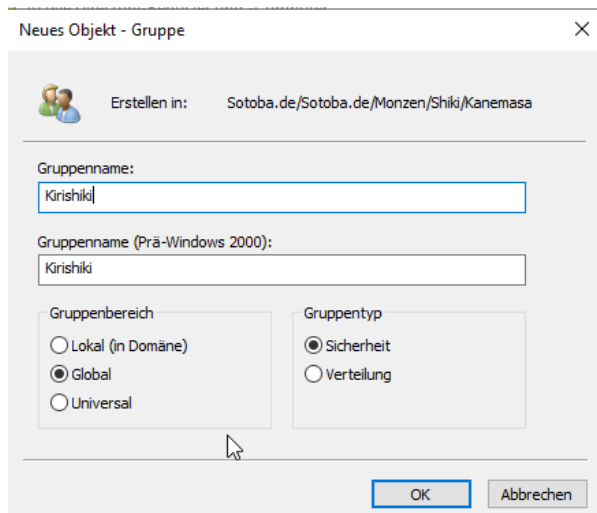 Neues Objekt - Gruppe
Erstellen in: Sotoba.de/Sotoba.de/Monzen/Shiki/Kanemasa
Gruppenname:
Kirishiki
Gruppenname (Prä-Windows 2000):
Kirishiki
Gruppenbereich
Lokal (in Domäne)
Global
Universal
Gruppentyp
Sicherheit
Verteilung
OK
Abbrechen